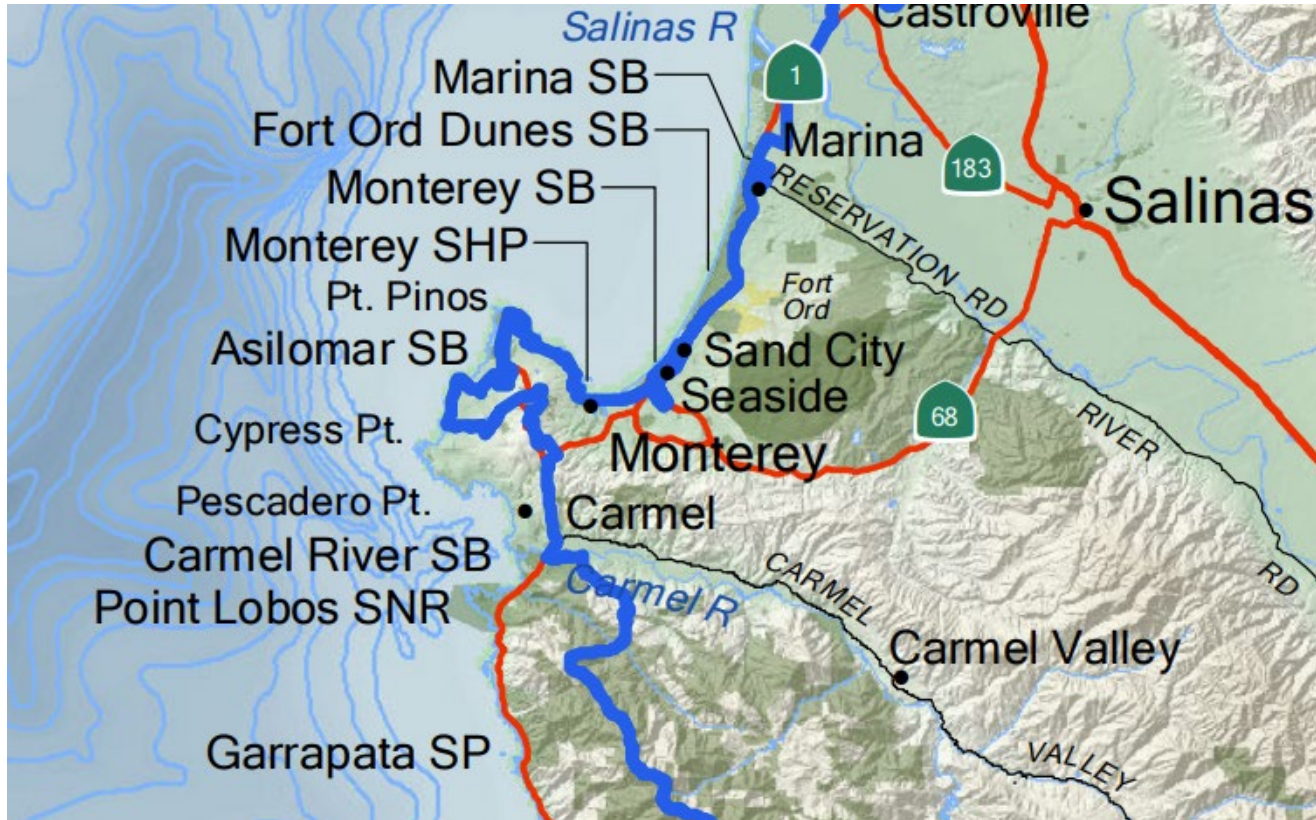 Castroville
Salinas R
1
Marina SB
Fort Ord Dunes SB
Marina
183
Monterey SB
RESERVATION RD
Salinas
Monterey SHP
Pt. Pinos
Fort
Ord
Asilomar SB
Sand City
Seaside
68
Cypress Pt.
RIVER
RD
Monterey
Pescadero Pt.
Carmel
Carmel River SB
CARMEL
VALLEY
Carmel R
Point Lobos SNR
Carmel Valley
Garrapata SP